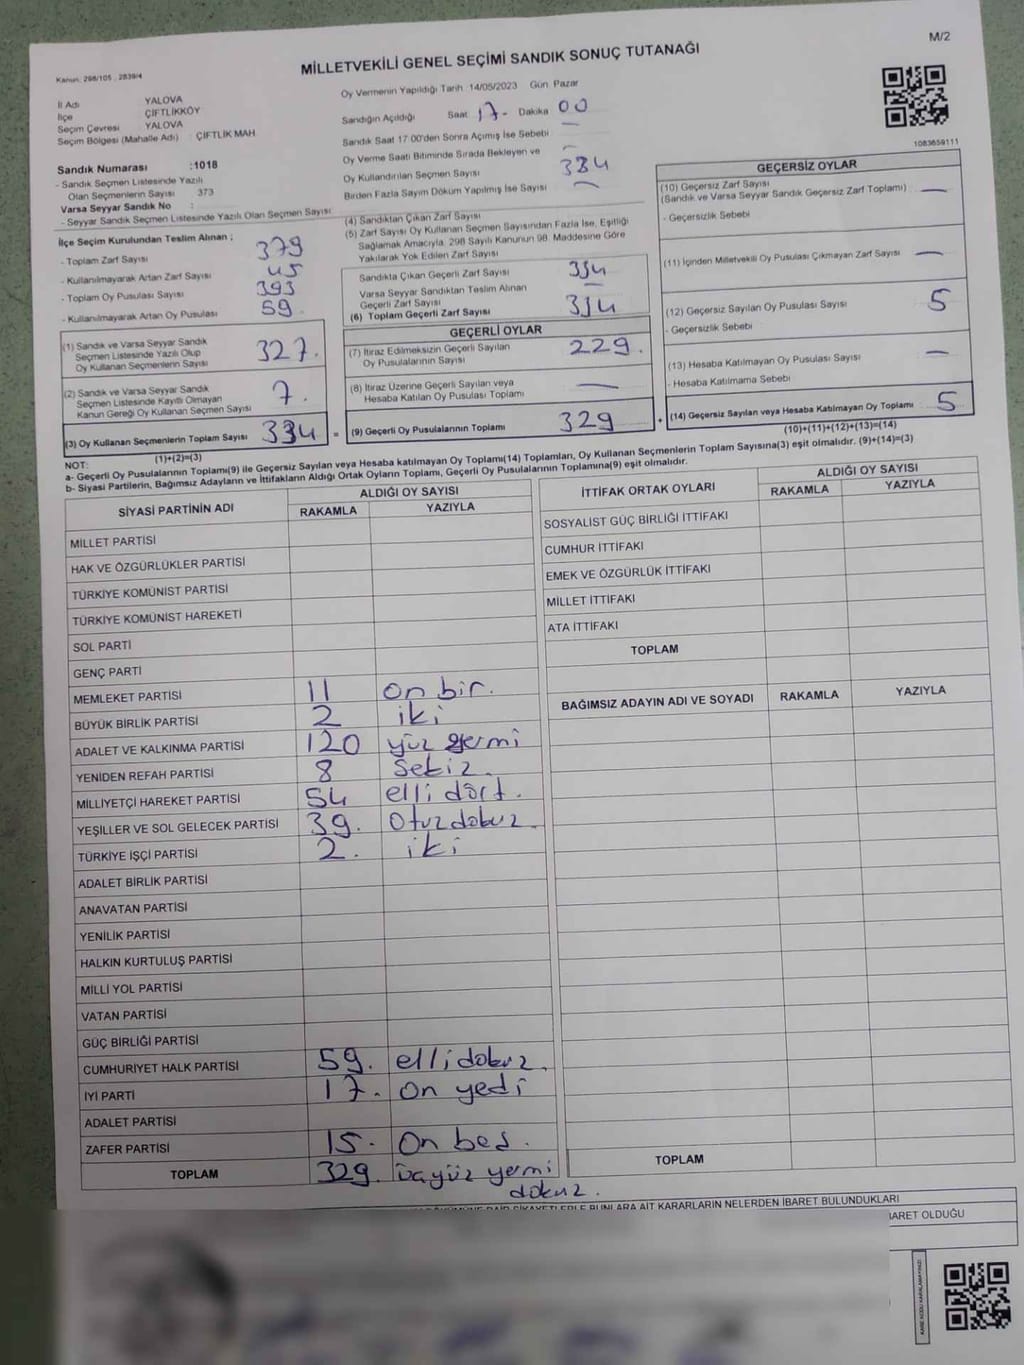 M/2
MİLLETVEKİLİ GENEL SEÇİMİ SANDIK SONUÇ TUTANAĞI
Kanun: 298/105 , 2839/4
İl Adı YALOVA
İlçe ÇİFTLİKKÖY
Seçim Çevresi YALOVA
Seçim Bölgesi (Mahalle Adı) : ÇİFTLİK MAH
Sandık Numarası :1018
- Sandık Seçmen Listesinde Yazılı
Olan Seçmenlerin Sayısı 373
Varsa Seyyar Sandık No :
- Seyyar Sandık Seçmen Listesinde Yazılı Olan Seçmen Sayısı:
Oy Vermenin Yapıldığı Tarih 14/05/2023 Gün Pazar
Sandığın Açıldığı Saat 17- Dakika 00
Sandık Saat 17:00'den Sonra Açımış İse Sebebi —
Oy Verme Saati Bitiminde Sırada Bekleyen ve
Oy Kullandırılan Seçmen Sayısı 334
Birden Fazla Sayım Döküm Yapılmış İse Sayısı —
1083659111
İlçe Seçim Kurulundan Teslim Alınan ;
- Toplam Zarf Sayısı 379
- Kullanılmayarak Artan Zarf Sayısı 45
- Toplam Oy Pusulası Sayısı 393
- Kullanılmayarak Artan Oy Pusulası 59
(1) Sandık ve Varsa Seyyar Sandık
Seçmen Listesinde Yazılı Olup
Oy Kullanan Seçmenlerin Sayısı 327.
(2) Sandık ve Varsa Seyyar Sandık
Seçmen Listesinde Kayıtlı Olmayan
Kanun Gereği Oy Kullanan Seçmen Sayısı 7.
(3) Oy Kullanan Seçmenlerin Toplam Sayısı 334 =
(1)+(2)=(3)
(4) Sandıktan Çıkan Zarf Sayısı
(5) Zarf Sayısı Oy Kullanan Seçmen Sayısından Fazla İse, Eşitliği
Sağlamak Amacıyla, 298 Sayılı Kanunun 98. Maddesine Göre
Yakılarak Yok Edilen Zarf Sayısı
Sandıkta Çıkan Geçerli Zarf Sayısı 334
Varsa Seyyar Sandıktan Teslim Alınan
Geçerli Zarf Sayısı —
(6) Toplam Geçerli Zarf Sayısı 334
GEÇERLİ OYLAR
(7) İtiraz Edilmeksizin Geçerli Sayılan
Oy Pusulalarının Sayısı 229.
(8) İtiraz Üzerine Geçerli Sayılan veya
Hesaba Katılan Oy Pusulası Toplamı —
(9) Geçerli Oy Pusulalarının Toplamı 329 +
GEÇERSİZ OYLAR
(10) Geçersiz Zarf Sayısı
(Sandık ve Varsa Seyyar Sandık Geçersiz Zarf Toplamı) —
- Geçersizlik Sebebi
(11) İçinden Milletvekili Oy Pusulası Çıkmayan Zarf Sayısı —
(12) Geçersiz Sayılan Oy Pusulası Sayısı 5
- Geçersizlik Sebebi
(13) Hesaba Katılmayan Oy Pusulası Sayısı —
- Hesaba Katılmama Sebebi
(14) Geçersiz Sayılan veya Hesaba Katılmayan Oy Toplamı 5
(10)+(11)+(12)+(13)=(14)
NOT:
a- Geçerli Oy Pusulalarının Toplamı(9) ile Geçersiz Sayılan veya Hesaba katılmayan Oy Toplamı(14) Toplamları, Oy Kullanan Seçmenlerin Toplam Sayısına(3) eşit olmalıdır. (9)+(14)=(3)
b- Siyasi Partilerin, Bağımsız Adayların ve İttifakların Aldığı Ortak Oyların Toplamı, Geçerli Oy Pusulalarının Toplamına(9) eşit olmalıdır.
SİYASİ PARTİNİN ADI ALDIĞI OY SAYISI
RAKAMLA YAZIYLA
MİLLET PARTİSİ
HAK VE ÖZGÜRLÜKLER PARTİSİ
TÜRKİYE KOMÜNİST PARTİSİ
TÜRKİYE KOMÜNİST HAREKETİ
SOL PARTİ
GENÇ PARTİ
MEMLEKET PARTİSİ 11 on bir.
BÜYÜK BİRLİK PARTİSİ 2 iki
ADALET VE KALKINMA PARTİSİ 120 yüz yermi
YENİDEN REFAH PARTİSİ 8 Sekiz.
MİLLİYETÇİ HAREKET PARTİSİ 54 elli dört.
YEŞİLLER VE SOL GELECEK PARTİSİ 39. Otuzdokuz.
TÜRKİYE İŞÇİ PARTİSİ 2. iki
ADALET BİRLİK PARTİSİ
ANAVATAN PARTİSİ
YENİLİK PARTİSİ
HALKIN KURTULUŞ PARTİSİ
MİLLİ YOL PARTİSİ
VATAN PARTİSİ
GÜÇ BİRLİĞİ PARTİSİ
CUMHURİYET HALK PARTİSİ 59. ellidokuz.
İYİ PARTİ 17. on yedi
ADALET PARTİSİ
ZAFER PARTİSİ 15. On beş.
TOPLAM 329. üçyüz yermi
dokuz.
İTTİFAK ORTAK OYLARI ALDIĞI OY SAYISI
RAKAMLA YAZIYLA
SOSYALİST GÜÇ BİRLİĞİ İTTİFAKI
CUMHUR İTTİFAKI
EMEK VE ÖZGÜRLÜK İTTİFAKI
MİLLET İTTİFAKI
ATA İTTİFAKI
TOPLAM
BAĞIMSIZ ADAYIN ADI VE SOYADI RAKAMLA YAZIYLA
TOPLAM
ŞİKAYETLERLE BUNLARA AİT KARARLARIN NELERDEN İBARET BULUNDUKLARI
BARET OLDUĞU
KARE KODU KARALAMAYINIZ!